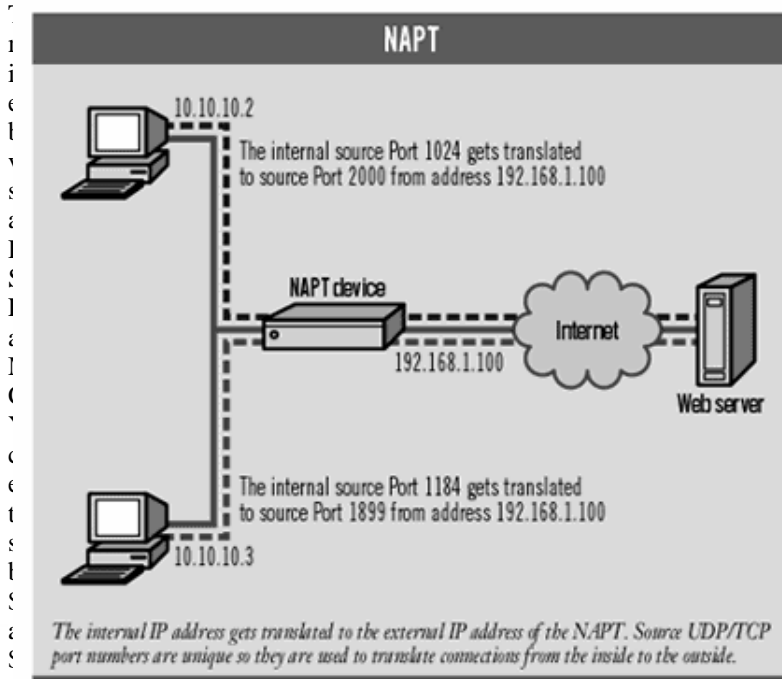 NAPT
10.10.10.2
The internal source Port 1024 gets translated
to source Port 2000 from address 192.168.1.100
NAPT device
Internet
192.168.1.100
Web server
The internal source Port 1184 gets translated
to source Port 1899 from address 192.168.1.100
10.10.10.3
The internal IP address gets translated to the external IP address of the NAPT. Source UDP/TCP
port numbers are unique so they are used to translate connections from the inside to the outside.